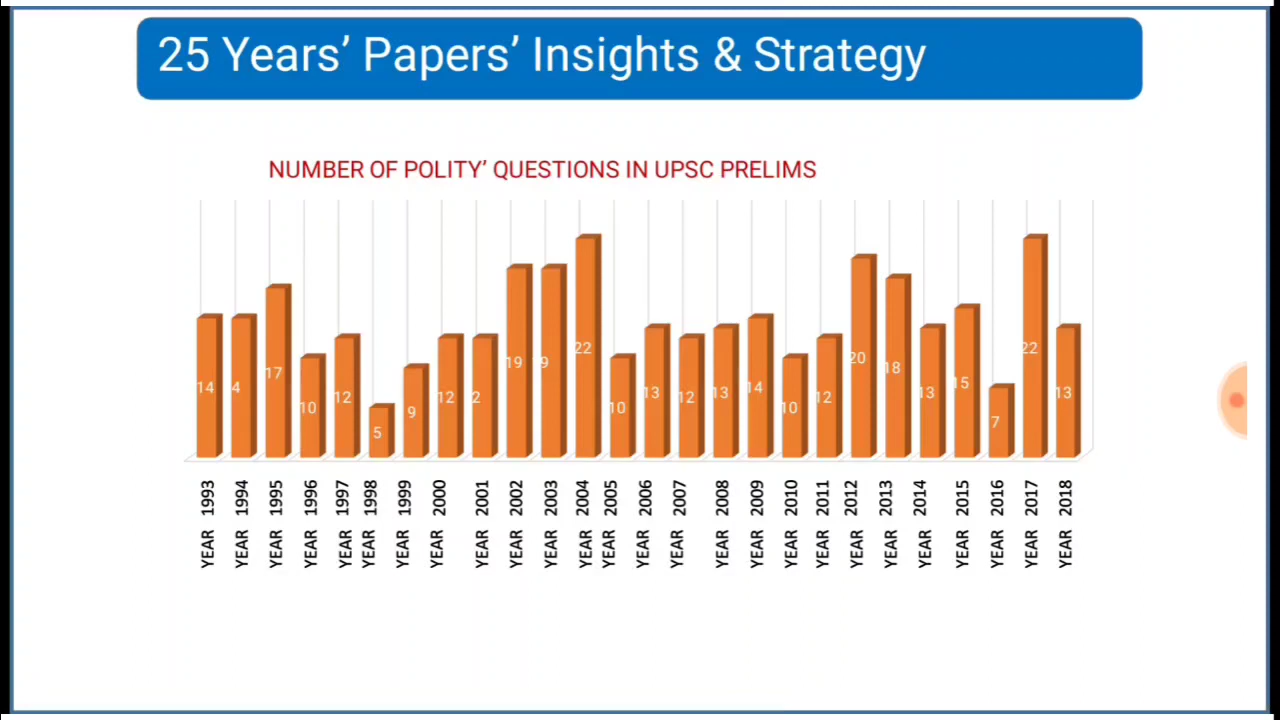 25 Years’ Papers’ Insights & Strategy
NUMBER OF POLITY’ QUESTIONS IN UPSC PRELIMS
14 4 17 10 12 5 9 12 2 19 9 22 10 13 12 13 14 10 12 20 18 13 15 7 22 13
YEAR 1993
YEAR 1994
YEAR 1995
YEAR 1996
YEAR 1997
YEAR 1998
YEAR 1999
YEAR 2000
YEAR 2001
YEAR 2002
YEAR 2003
YEAR 2004
YEAR 2005
YEAR 2006
YEAR 2007
YEAR 2008
YEAR 2009
YEAR 2010
YEAR 2011
YEAR 2012
YEAR 2013
YEAR 2014
YEAR 2015
YEAR 2016
YEAR 2017
YEAR 2018